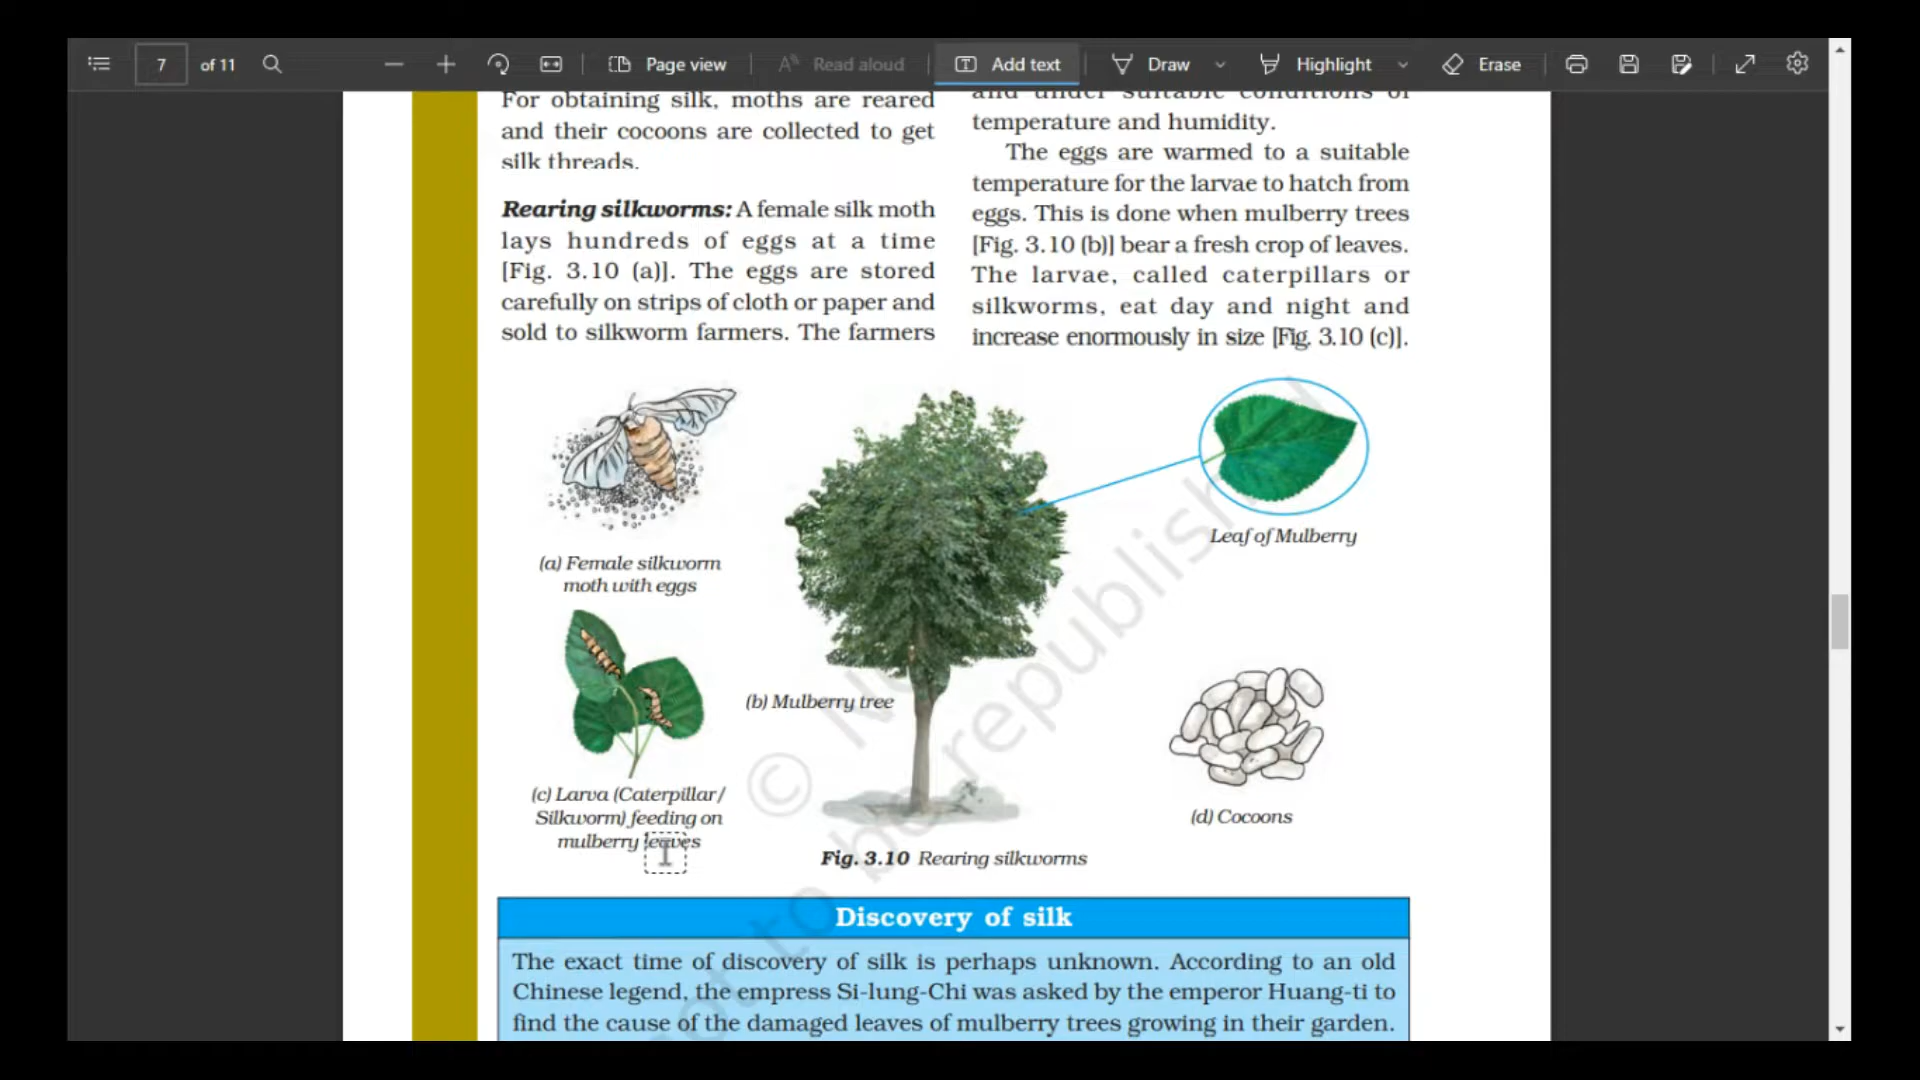 7 of 11 Page view Read aloud Add text Draw Highlight Erase
For obtaining silk, moths are reared
and their cocoons are collected to get
silk threads.
Rearing silkworms: A female silk moth
lays hundreds of eggs at a time
[Fig. 3.10 (a)]. The eggs are stored
carefully on strips of cloth or paper and
sold to silkworm farmers. The farmers
and under suitable conditions of
temperature and humidity.
The eggs are warmed to a suitable
temperature for the larvae to hatch from
eggs. This is done when mulberry trees
[Fig. 3.10 (b)] bear a fresh crop of leaves.
The larvae, called caterpillars or
silkworms, eat day and night and
increase enormously in size [Fig. 3.10 (c)].
(a) Female silkworm
moth with eggs
Leaf of Mulberry
(b) Mulberry tree
(c) Larva (Caterpillar/
Silkworm) feeding on
mulberry leaves
(d) Cocoons
Fig. 3.10 Rearing silkworms
Discovery of silk
The exact time of discovery of silk is perhaps unknown. According to an old
Chinese legend, the empress Si-lung-Chi was asked by the emperor Huang-ti to
find the cause of the damaged leaves of mulberry trees growing in their garden.
not to be republished